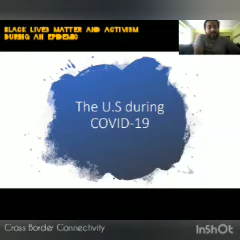 BLACK LIVES MATTER AND ACTIVISM
DURING AN EPIDEMIC
The U.S during
COVID-19
Cross Border Connectivity
InShOt